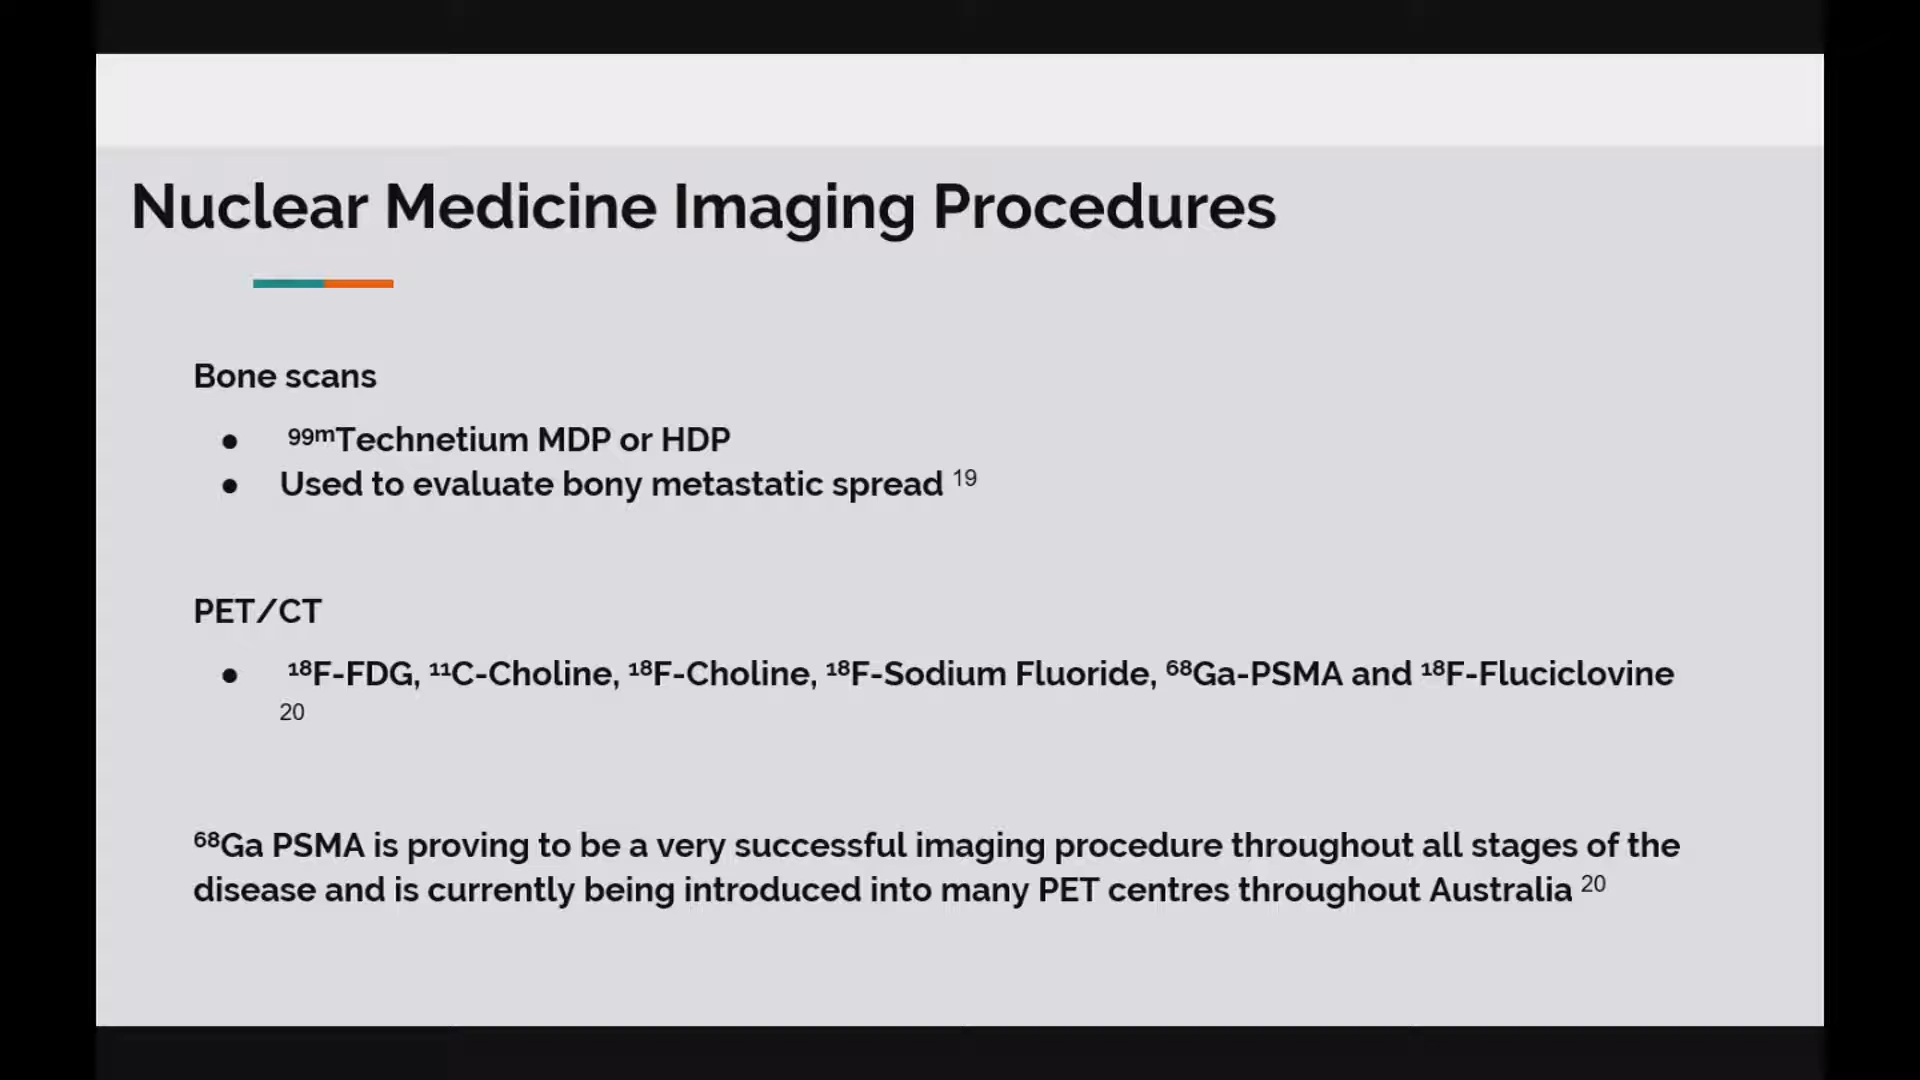 Nuclear Medicine Imaging Procedures
Bone scans
● ⁹⁹ᵐTechnetium MDP or HDP
● Used to evaluate bony metastatic spread ¹⁹
PET/CT
● ¹⁸F-FDG, ¹¹C-Choline, ¹⁸F-Choline, ¹⁸F-Sodium Fluoride, ⁶⁸Ga-PSMA and ¹⁸F-Fluciclovine
²⁰
⁶⁸Ga PSMA is proving to be a very successful imaging procedure throughout all stages of the
disease and is currently being introduced into many PET centres throughout Australia ²⁰